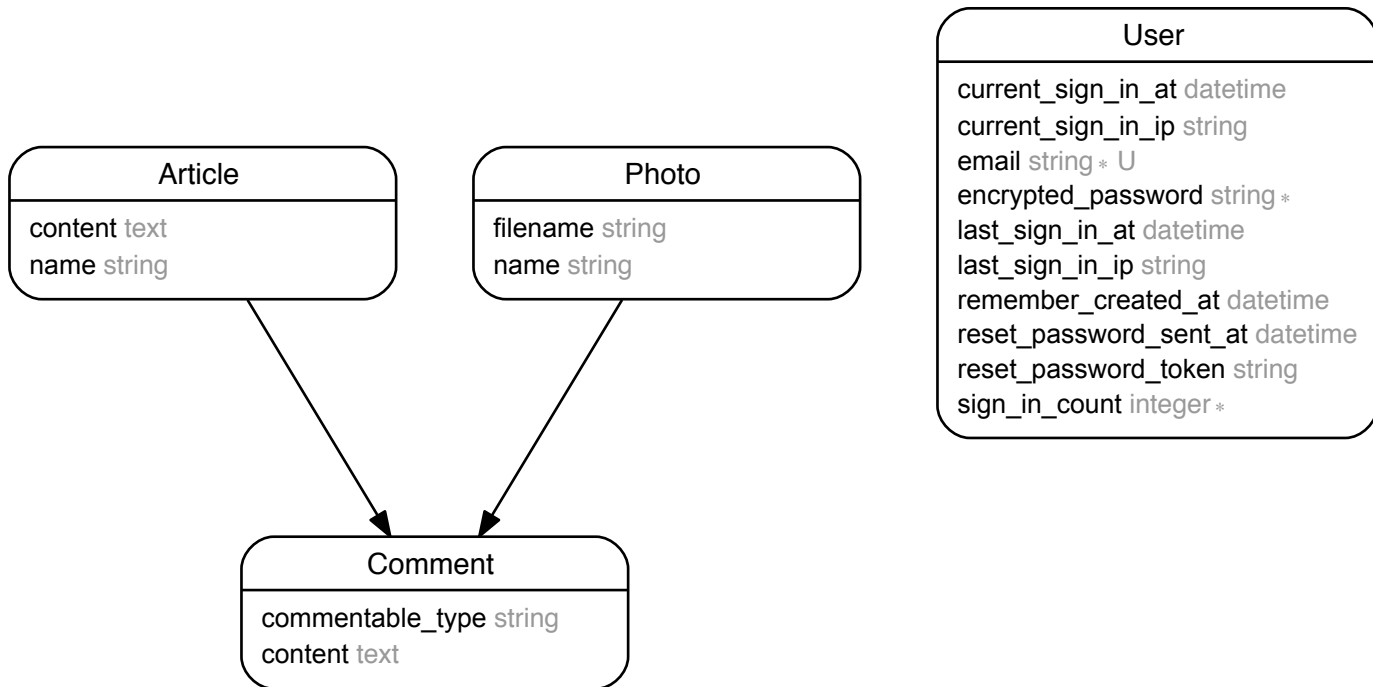 Article
content text
name string
Photo
filename string
name string
User
current_sign_in_at datetime
current_sign_in_ip string
email string * U
encrypted_password string *
last_sign_in_at datetime
last_sign_in_ip string
remember_created_at datetime
reset_password_sent_at datetime
reset_password_token string
sign_in_count integer *
Comment
commentable_type string
content text